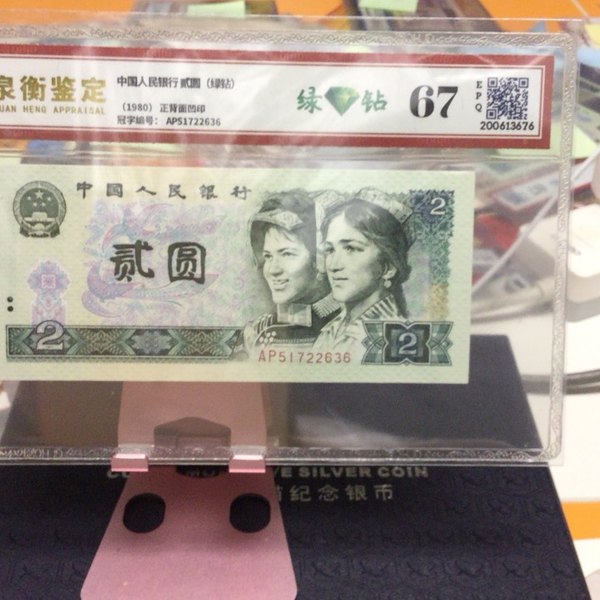 泉衡鉴定
UAN HENG APPRAISAL
中国人民银行 贰圆 (绿钻)
(1980) 正背面凹印
冠字编号: AP51722636
绿 钻
67
EPQ
200613676
中国人民银行
2
贰圆
2
2
AP51722636
SILVER COIN
纪念银币